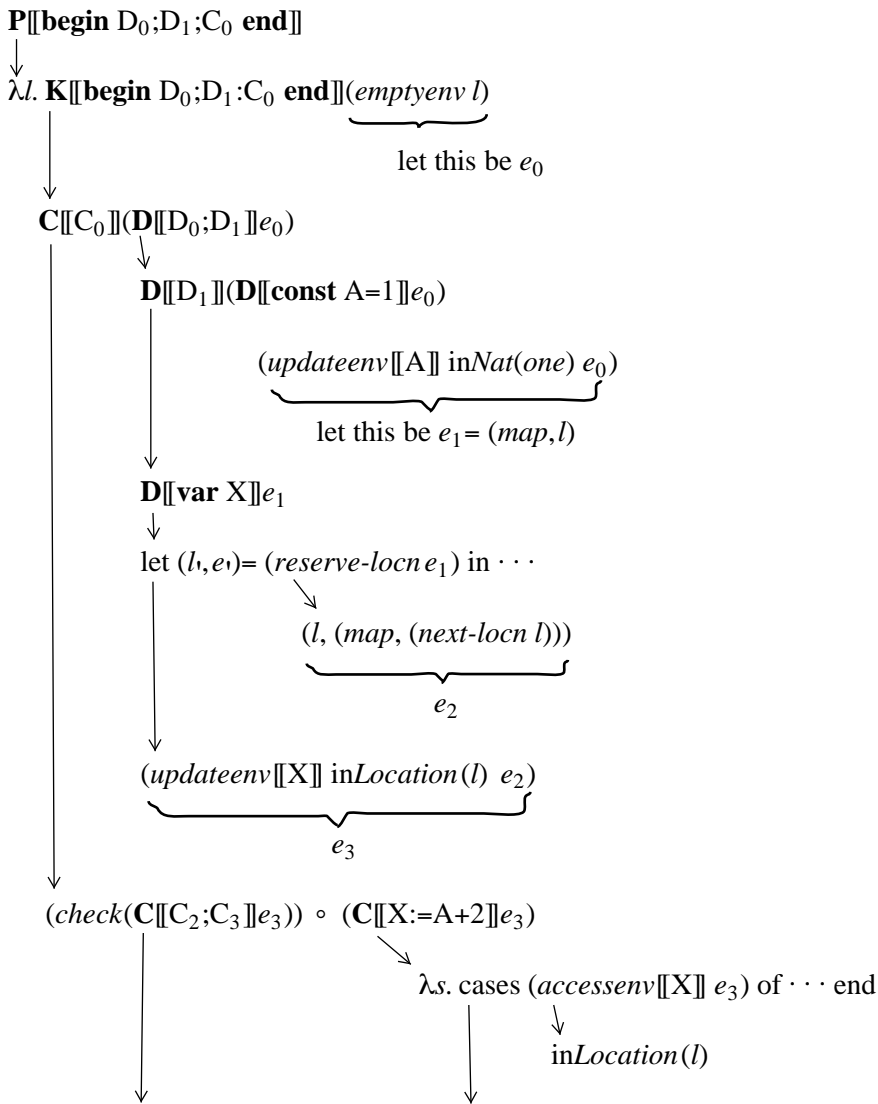 P⟦begin D₀;D₁;C₀ end⟧
λl. K⟦begin D₀;D₁:C₀ end⟧(emptyenv l)
let this be e₀
C⟦C₀⟧(D⟦D₀;D₁⟧e₀)
D⟦D₁⟧(D⟦const A=1⟧e₀)
(updateenv⟦A⟧ inNat(one) e₀)
let this be e₁= (map,l)
D⟦var X⟧e₁
let (l',e')= (reserve-locn e₁) in · · ·
(l, (map, (next-locn l)))
e₂
(updateenv⟦X⟧ inLocation(l) e₂)
e₃
(check(C⟦C₂;C₃⟧e₃)) ∘ (C⟦X:=A+2⟧e₃)
λs. cases (accessenv⟦X⟧ e₃) of · · · end
inLocation(l)